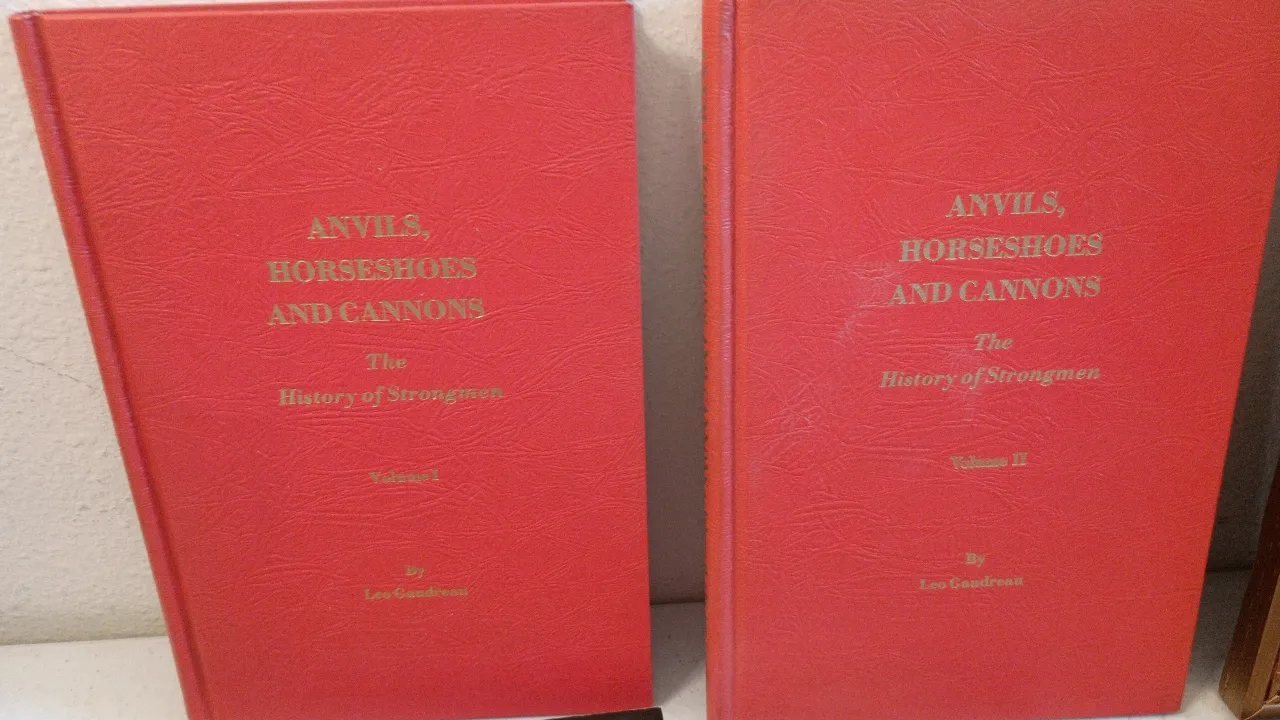 ANVILS,
HORSESHOES
AND CANNONS
The
History of Strongmen
Volume I
By
Leo Gaudreau
ANVILS,
HORSESHOES
AND CANNONS
The
History of Strongmen
Volume II
By
Leo Gaudreau